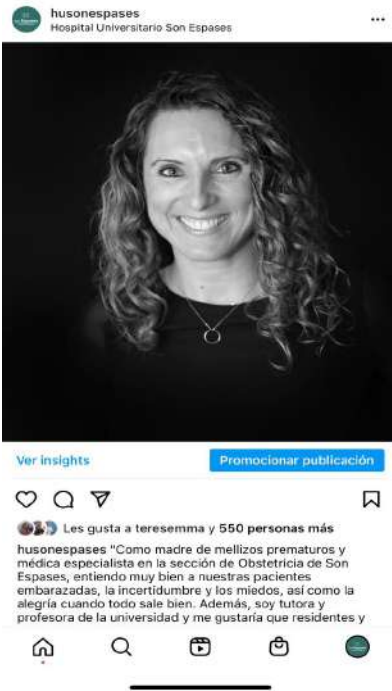 husonespases
Hospital Universitario Son Espases
Ver insights
Promocionar publicación
Les gusta a teresemma y 550 personas más
husonespases "Como madre de mellizos prematuros y
médica especialista en la sección de Obstetricia de Son
Espases, entiendo muy bien a nuestras pacientes
embarazadas, la incertidumbre y los miedos, así como la
alegría cuando todo sale bien. Además, soy tutora y
profesora de la universidad y me gustaría que residentes y